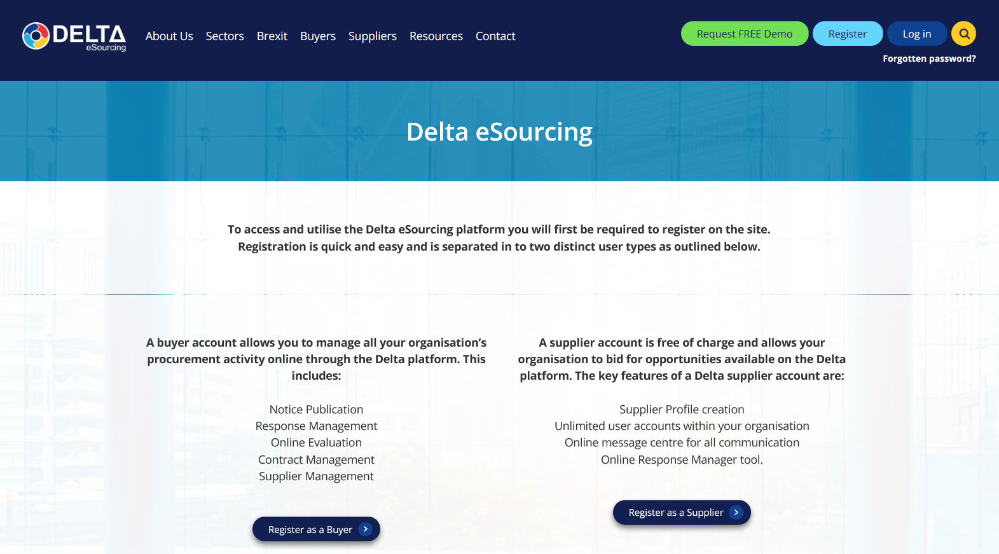 DELTA
eSourcing
About Us
Sectors
Brexit
Buyers
Suppliers
Resources
Contact
Request FREE Demo
Register
Log in
Forgotten password?
Delta eSourcing
To access and utilise the Delta eSourcing platform you will first be required to register on the site.
Registration is quick and easy and is separated in to two distinct user types as outlined below.
A buyer account allows you to manage all your organisation's
procurement activity online through the Delta platform. This
includes:
Notice Publication
Response Management
Online Evaluation
Contract Management
Supplier Management
Register as a Buyer
A supplier account is free of charge and allows your
organisation to bid for opportunities available on the Delta
platform. The key features of a Delta supplier account are:
Supplier Profile creation
Unlimited user accounts within your organisation
Online message centre for all communication
Online Response Manager tool.
Register as a Supplier